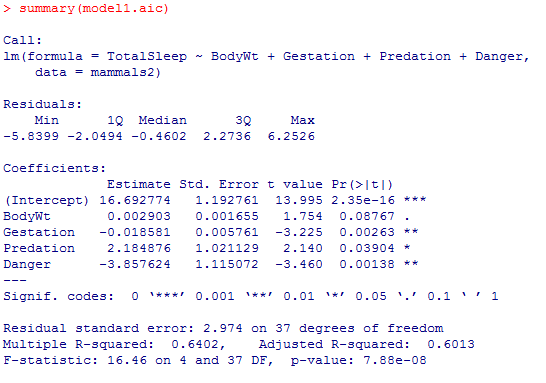 > summary(model1.aic)
Call:
lm(formula = TotalSleep ~ BodyWt + Gestation + Predation + Danger,
    data = mammals2)
Residuals:
    Min      1Q  Median      3Q     Max
-5.8399 -2.0494 -0.4602  2.2736  6.2526
Coefficients:
             Estimate Std. Error t value Pr(>|t|)
(Intercept) 16.692774   1.192761  13.995 2.35e-16 ***
BodyWt       0.002903   0.001655   1.754  0.08767 .
Gestation   -0.018581   0.005761  -3.225  0.00263 **
Predation    2.184876   1.021129   2.140  0.03904 *
Danger      -3.857624   1.115072  -3.460  0.00138 **
---
Signif. codes:  0 ‘***’ 0.001 ‘**’ 0.01 ‘*’ 0.05 ‘.’ 0.1 ‘ ’ 1
Residual standard error: 2.974 on 37 degrees of freedom
Multiple R-squared:  0.6402,    Adjusted R-squared:  0.6013
F-statistic: 16.46 on 4 and 37 DF,  p-value: 7.88e-08